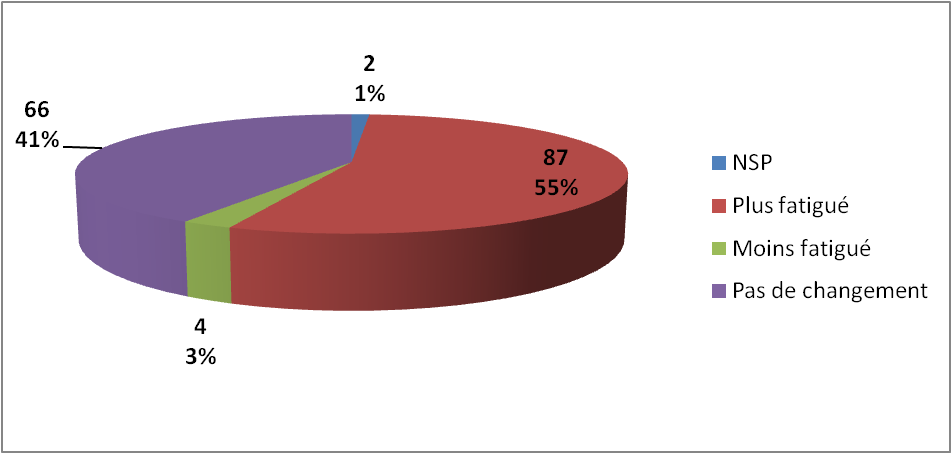 2
1%
66
41%
87
55%
4
3%
NSP
Plus fatigué
Moins fatigué
Pas de changement